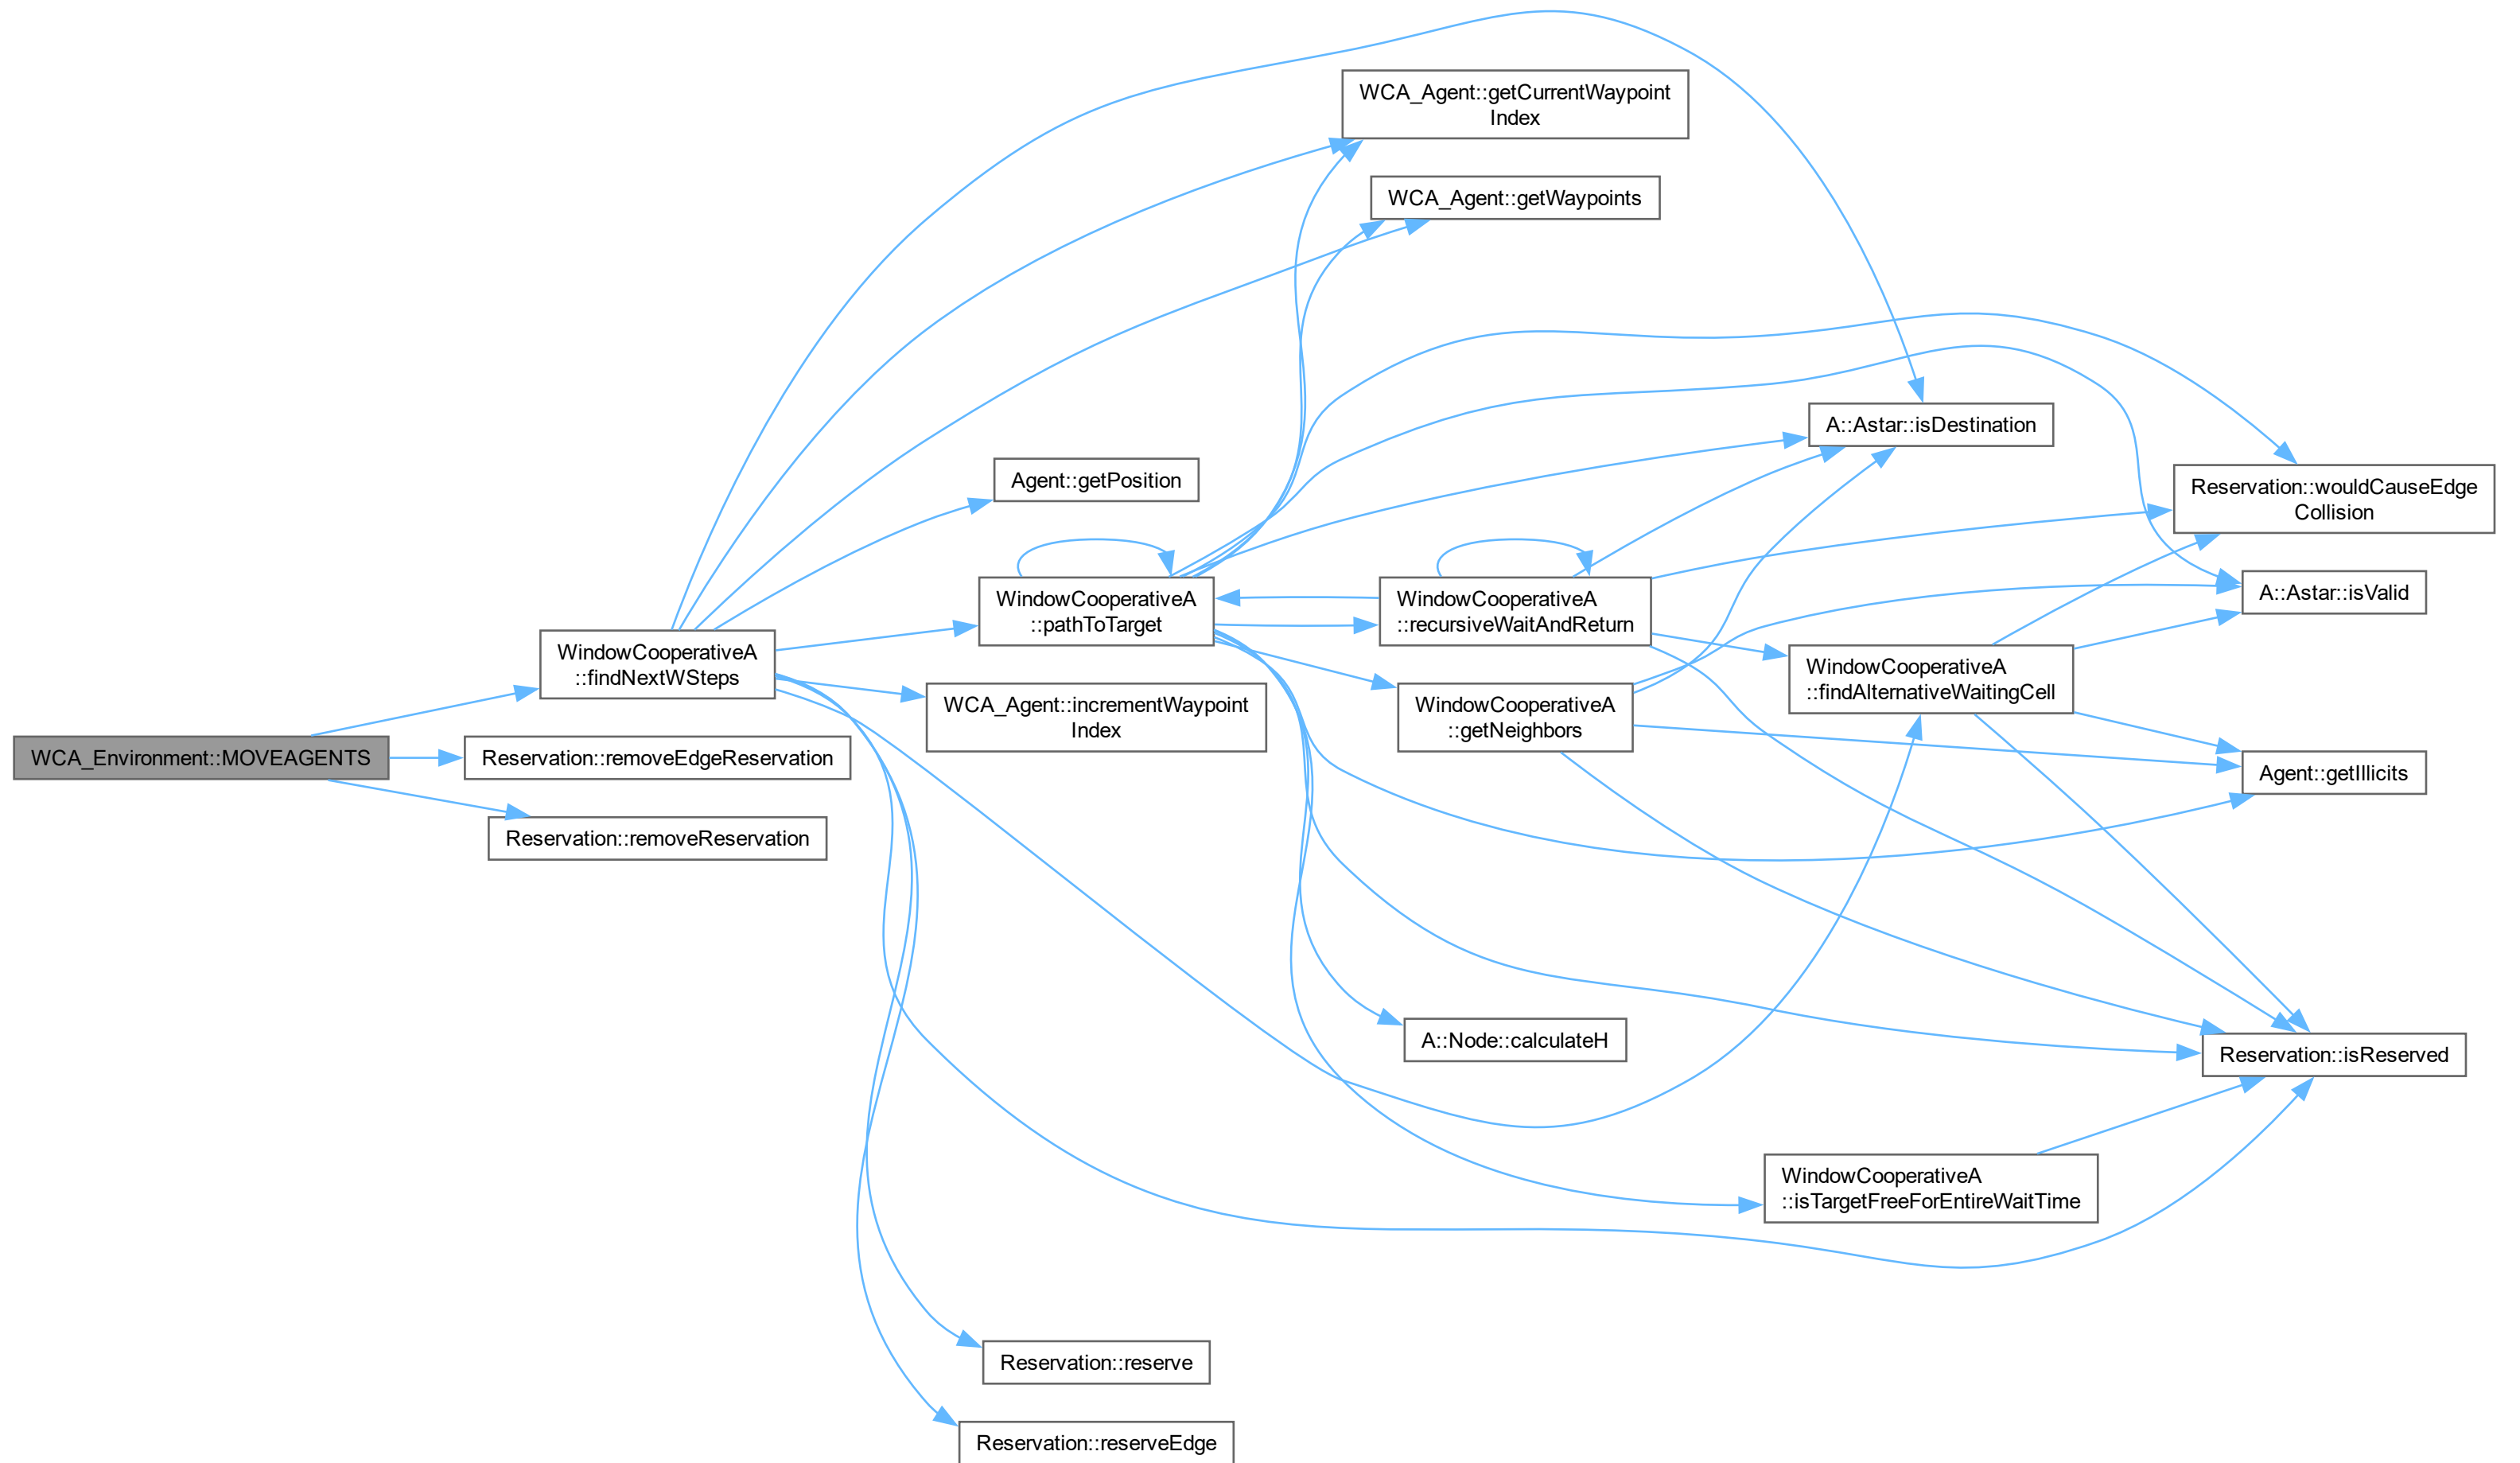 WCA_Agent::getCurrentWaypoint
Index
WCA_Agent::getWaypoints
A::Astar::isDestination
Agent::getPosition
Reservation::wouldCauseEdge
Collision
WindowCooperativeA
::pathToTarget
WindowCooperativeA
::recursiveWaitAndReturn
A::Astar::isValid
WindowCooperativeA
::findNextWSteps
WindowCooperativeA
::findAlternativeWaitingCell
WCA_Agent::incrementWaypoint
Index
WindowCooperativeA
::getNeighbors
WCA_Environment::MOVEAGENTS
Reservation::removeEdgeReservation
Agent::getIllicits
Reservation::removeReservation
A::Node::calculateH
Reservation::isReserved
WindowCooperativeA
::isTargetFreeForEntireWaitTime
Reservation::reserve
Reservation::reserveEdge